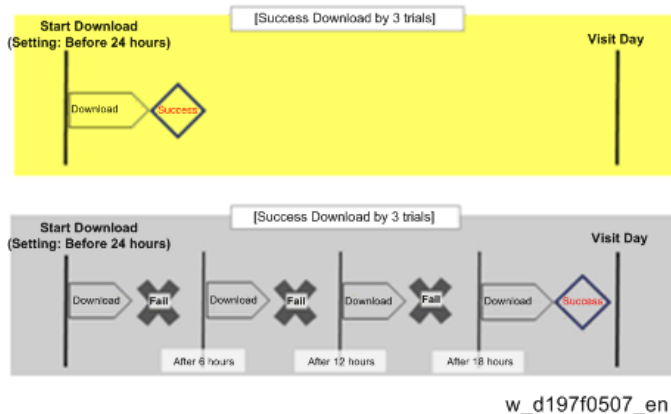 [Success Download by 3 trials]
Start Download
(Setting: Before 24 hours)
Visit Day
Download
Success
[Success Download by 3 trials]
Start Download
(Setting: Before 24 hours)
Visit Day
Download
Fail
Download
Fail
Download
Fail
Download
Success
After 6 hours
After 12 hours
After 18 hours
w_d197f0507_en